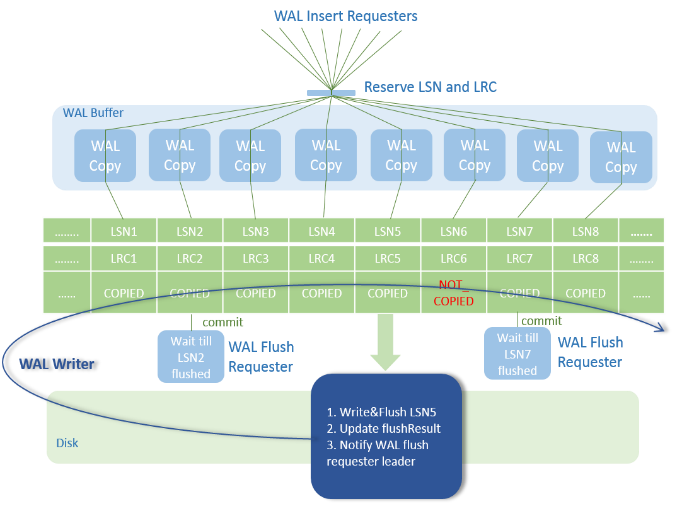 WAL Insert Requesters
Reserve LSN and LRC
WAL Buffer
WAL
Copy
WAL
Copy
WAL
Copy
WAL
Copy
WAL
Copy
WAL
Copy
WAL
Copy
WAL
Copy
........ LSN1 LSN2 LSN3 LSN4 LSN5 LSN6 LSN7 LSN8 .......
........ LRC1 LRC2 LRC3 LRC4 LRC5 LRC6 LRC7 LRC8 ........
...... COPIED COPIED COPIED COPIED COPIED NOT_ COPIED COPIED COPIED ......
commit
commit
Wait till
LSN2
flushed
WAL Flush
Requester
Wait till
LSN7
flushed
WAL Flush
Requester
WAL Writer
1. Write&Flush LSN5
2. Update flushResult
3. Notify WAL flush
requester leader
Disk